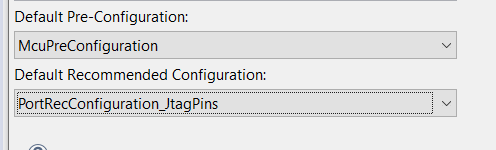 Default Pre-Configuration:
McuPreConfiguration
Default Recommended Configuration:
PortRecConfiguration_JtagPins